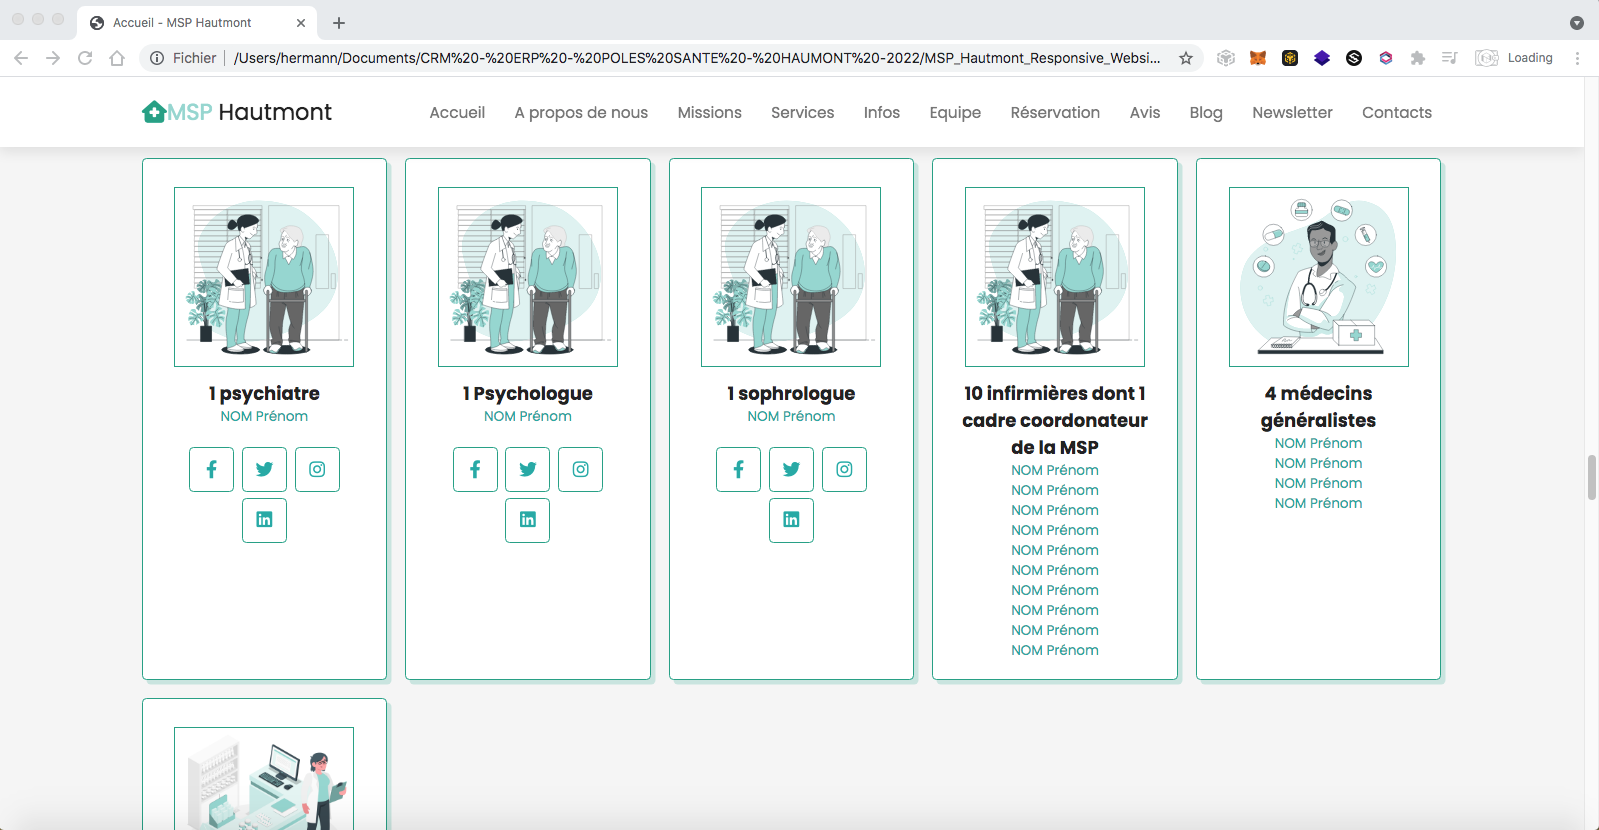 Accueil - MSP Hautmont
Fichier /Users/hermann/Documents/CRM%20-%20ERP%20-%20POLES%20SANTE%20-%20HAUMONT%20-2022/MSP_Hautmont_Responsive_Websi...
Loading
MSP Hautmont
Accueil
A propos de nous
Missions
Services
Infos
Equipe
Réservation
Avis
Blog
Newsletter
Contacts
1 psychiatre
NOM Prénom
1 Psychologue
NOM Prénom
1 sophrologue
NOM Prénom
10 infirmières dont 1
cadre coordonateur
de la MSP
NOM Prénom
NOM Prénom
NOM Prénom
NOM Prénom
NOM Prénom
NOM Prénom
NOM Prénom
NOM Prénom
NOM Prénom
NOM Prénom
4 médecins
généralistes
NOM Prénom
NOM Prénom
NOM Prénom
NOM Prénom